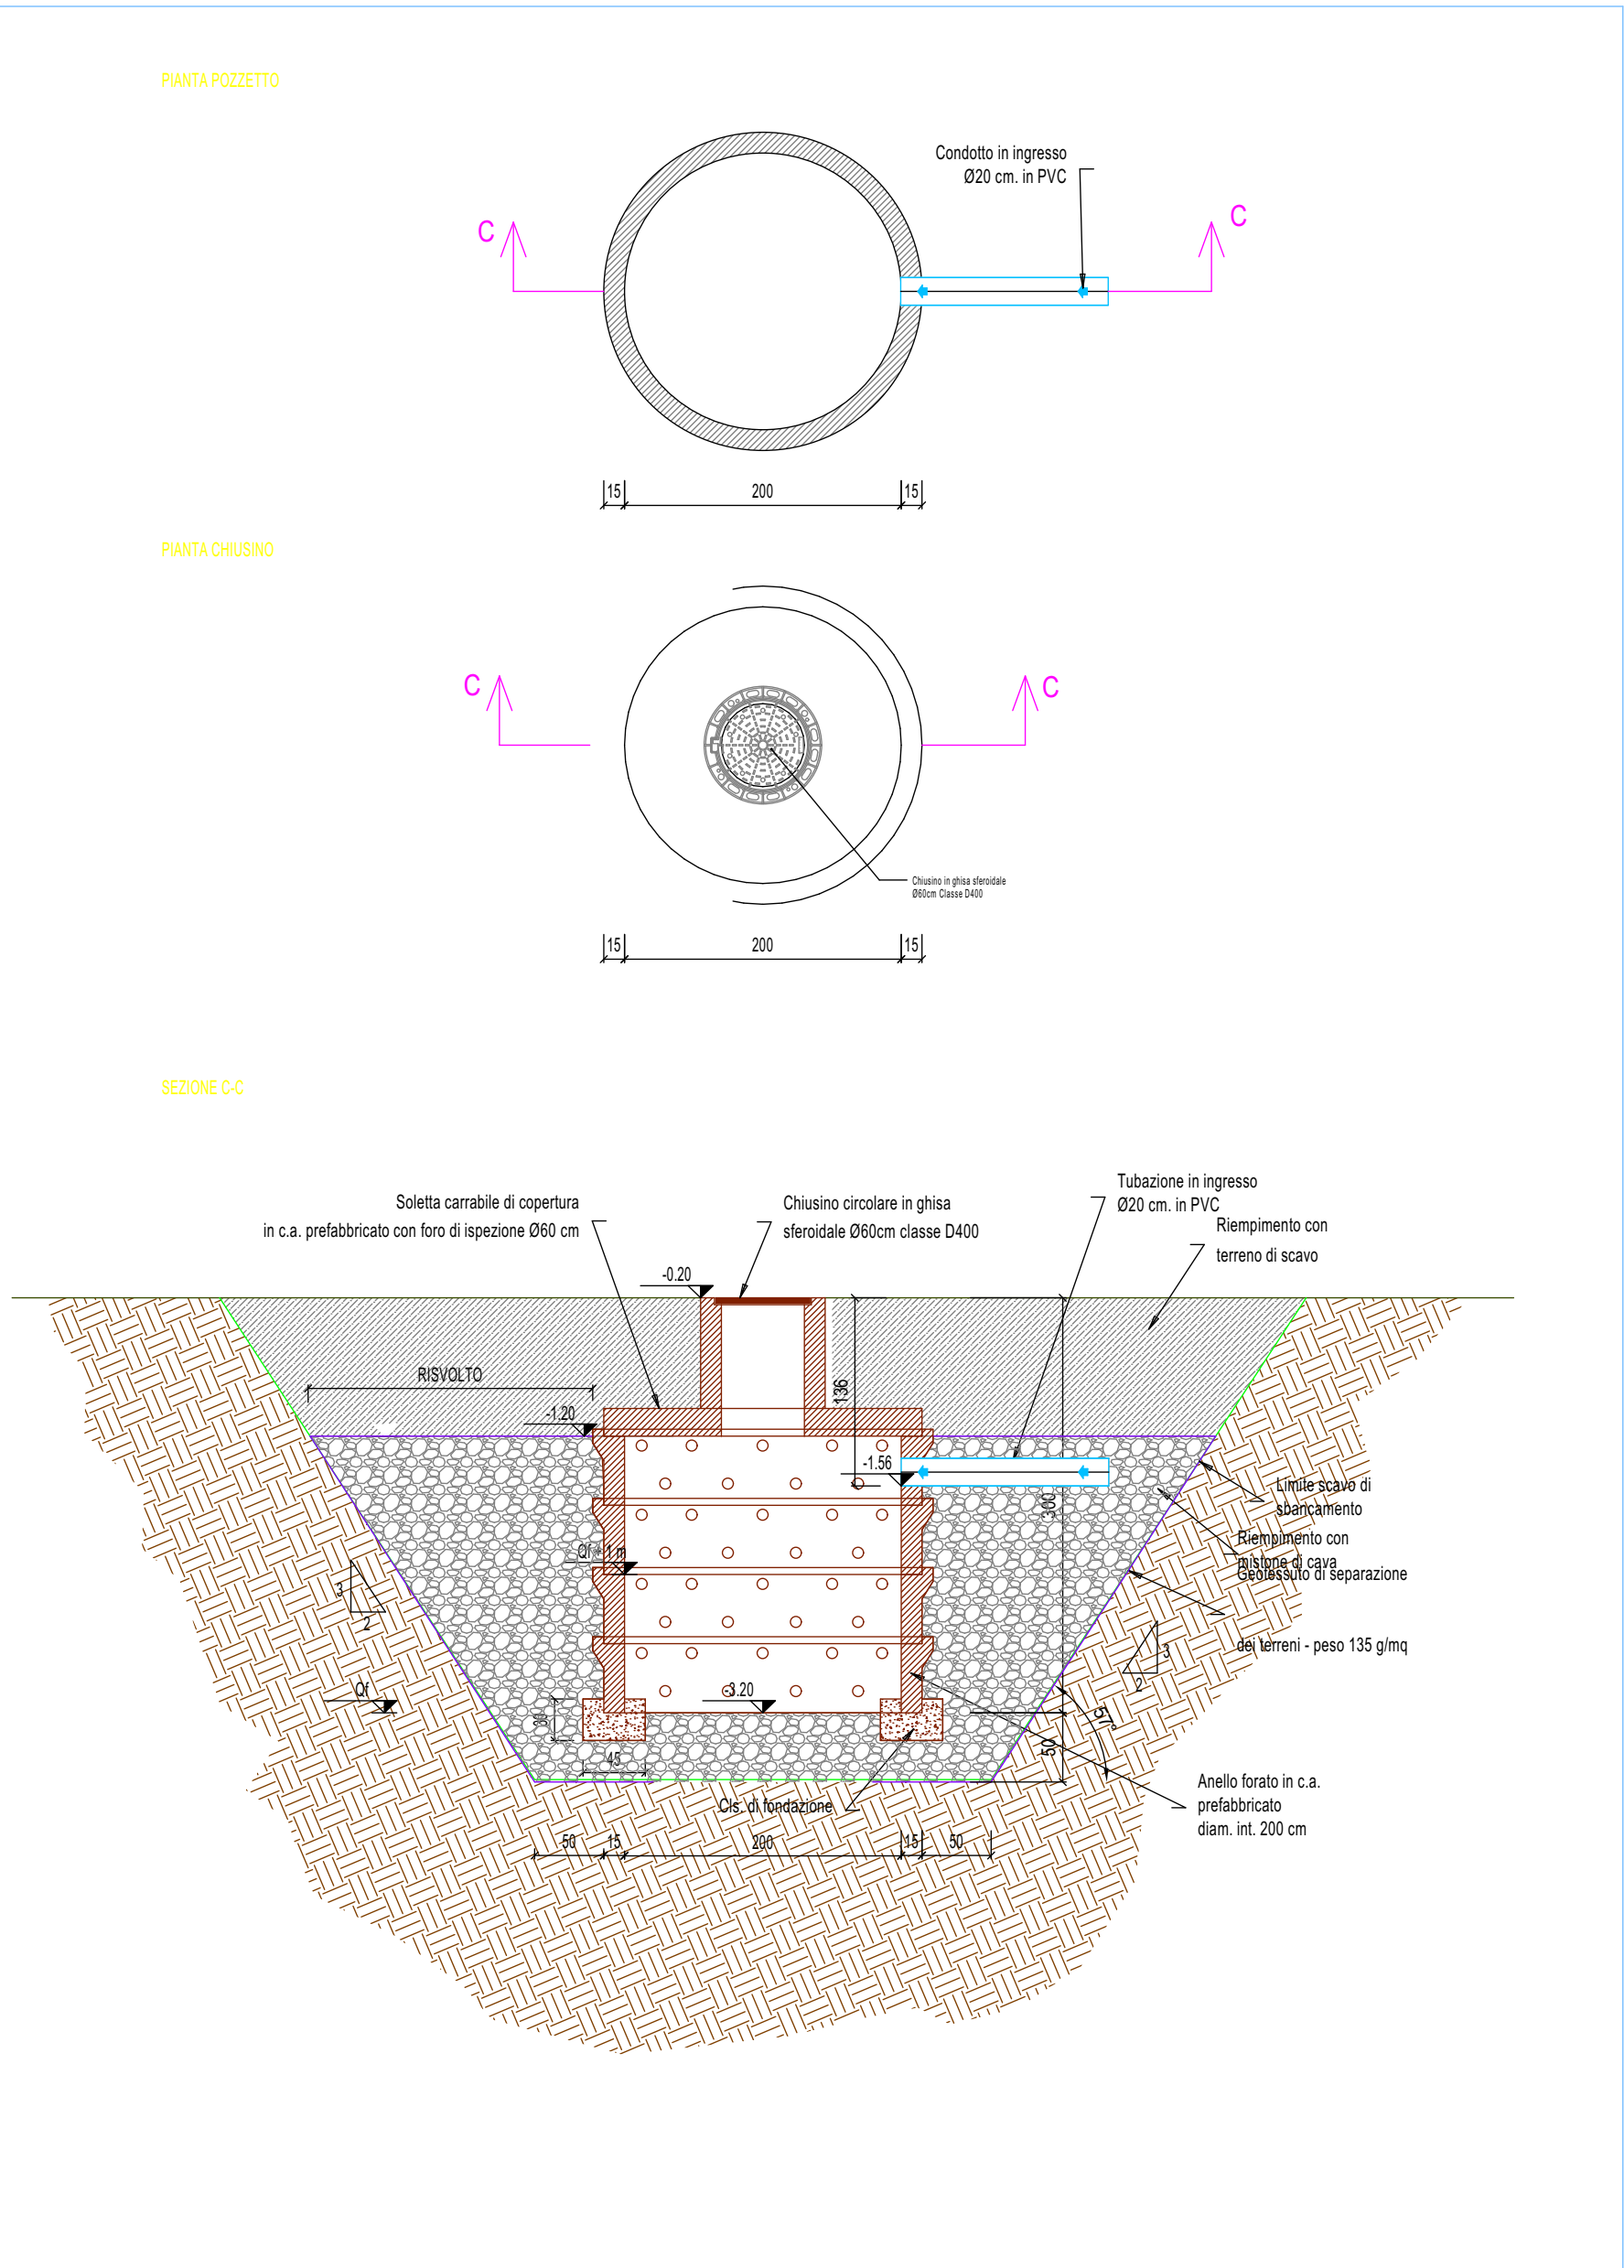 PIANTA POZZETTO
Condotto in ingresso
Ø20 cm. in PVC
C
C
15
200
15
PIANTA CHIUSINO
C
C
Chiusino in ghisa sferoidale
Ø60cm Classe D400
15
200
15
SEZIONE C-C
Soletta carrabile di copertura
in c.a. prefabbricato con foro di ispezione Ø60 cm
Chiusino circolare in ghisa
sferoidale Ø60cm classe D400
Tubazione in ingresso
Ø20 cm. in PVC
Riempimento con
terreno di scavo
-0.20
RISVOLTO
136
-1.20
-1.56
300
Limite scavo di
sbancamento
Riempimento con
mistone di cava
Geotessuto di separazione
dei terreni - peso 135 g/mq
Qf + 1 m
3
2
3
2
Qf
-3.20
30
45
57°
50
Cls. di fondazione
Anello forato in c.a.
prefabbricato
diam. int. 200 cm
50
15
200
15
50